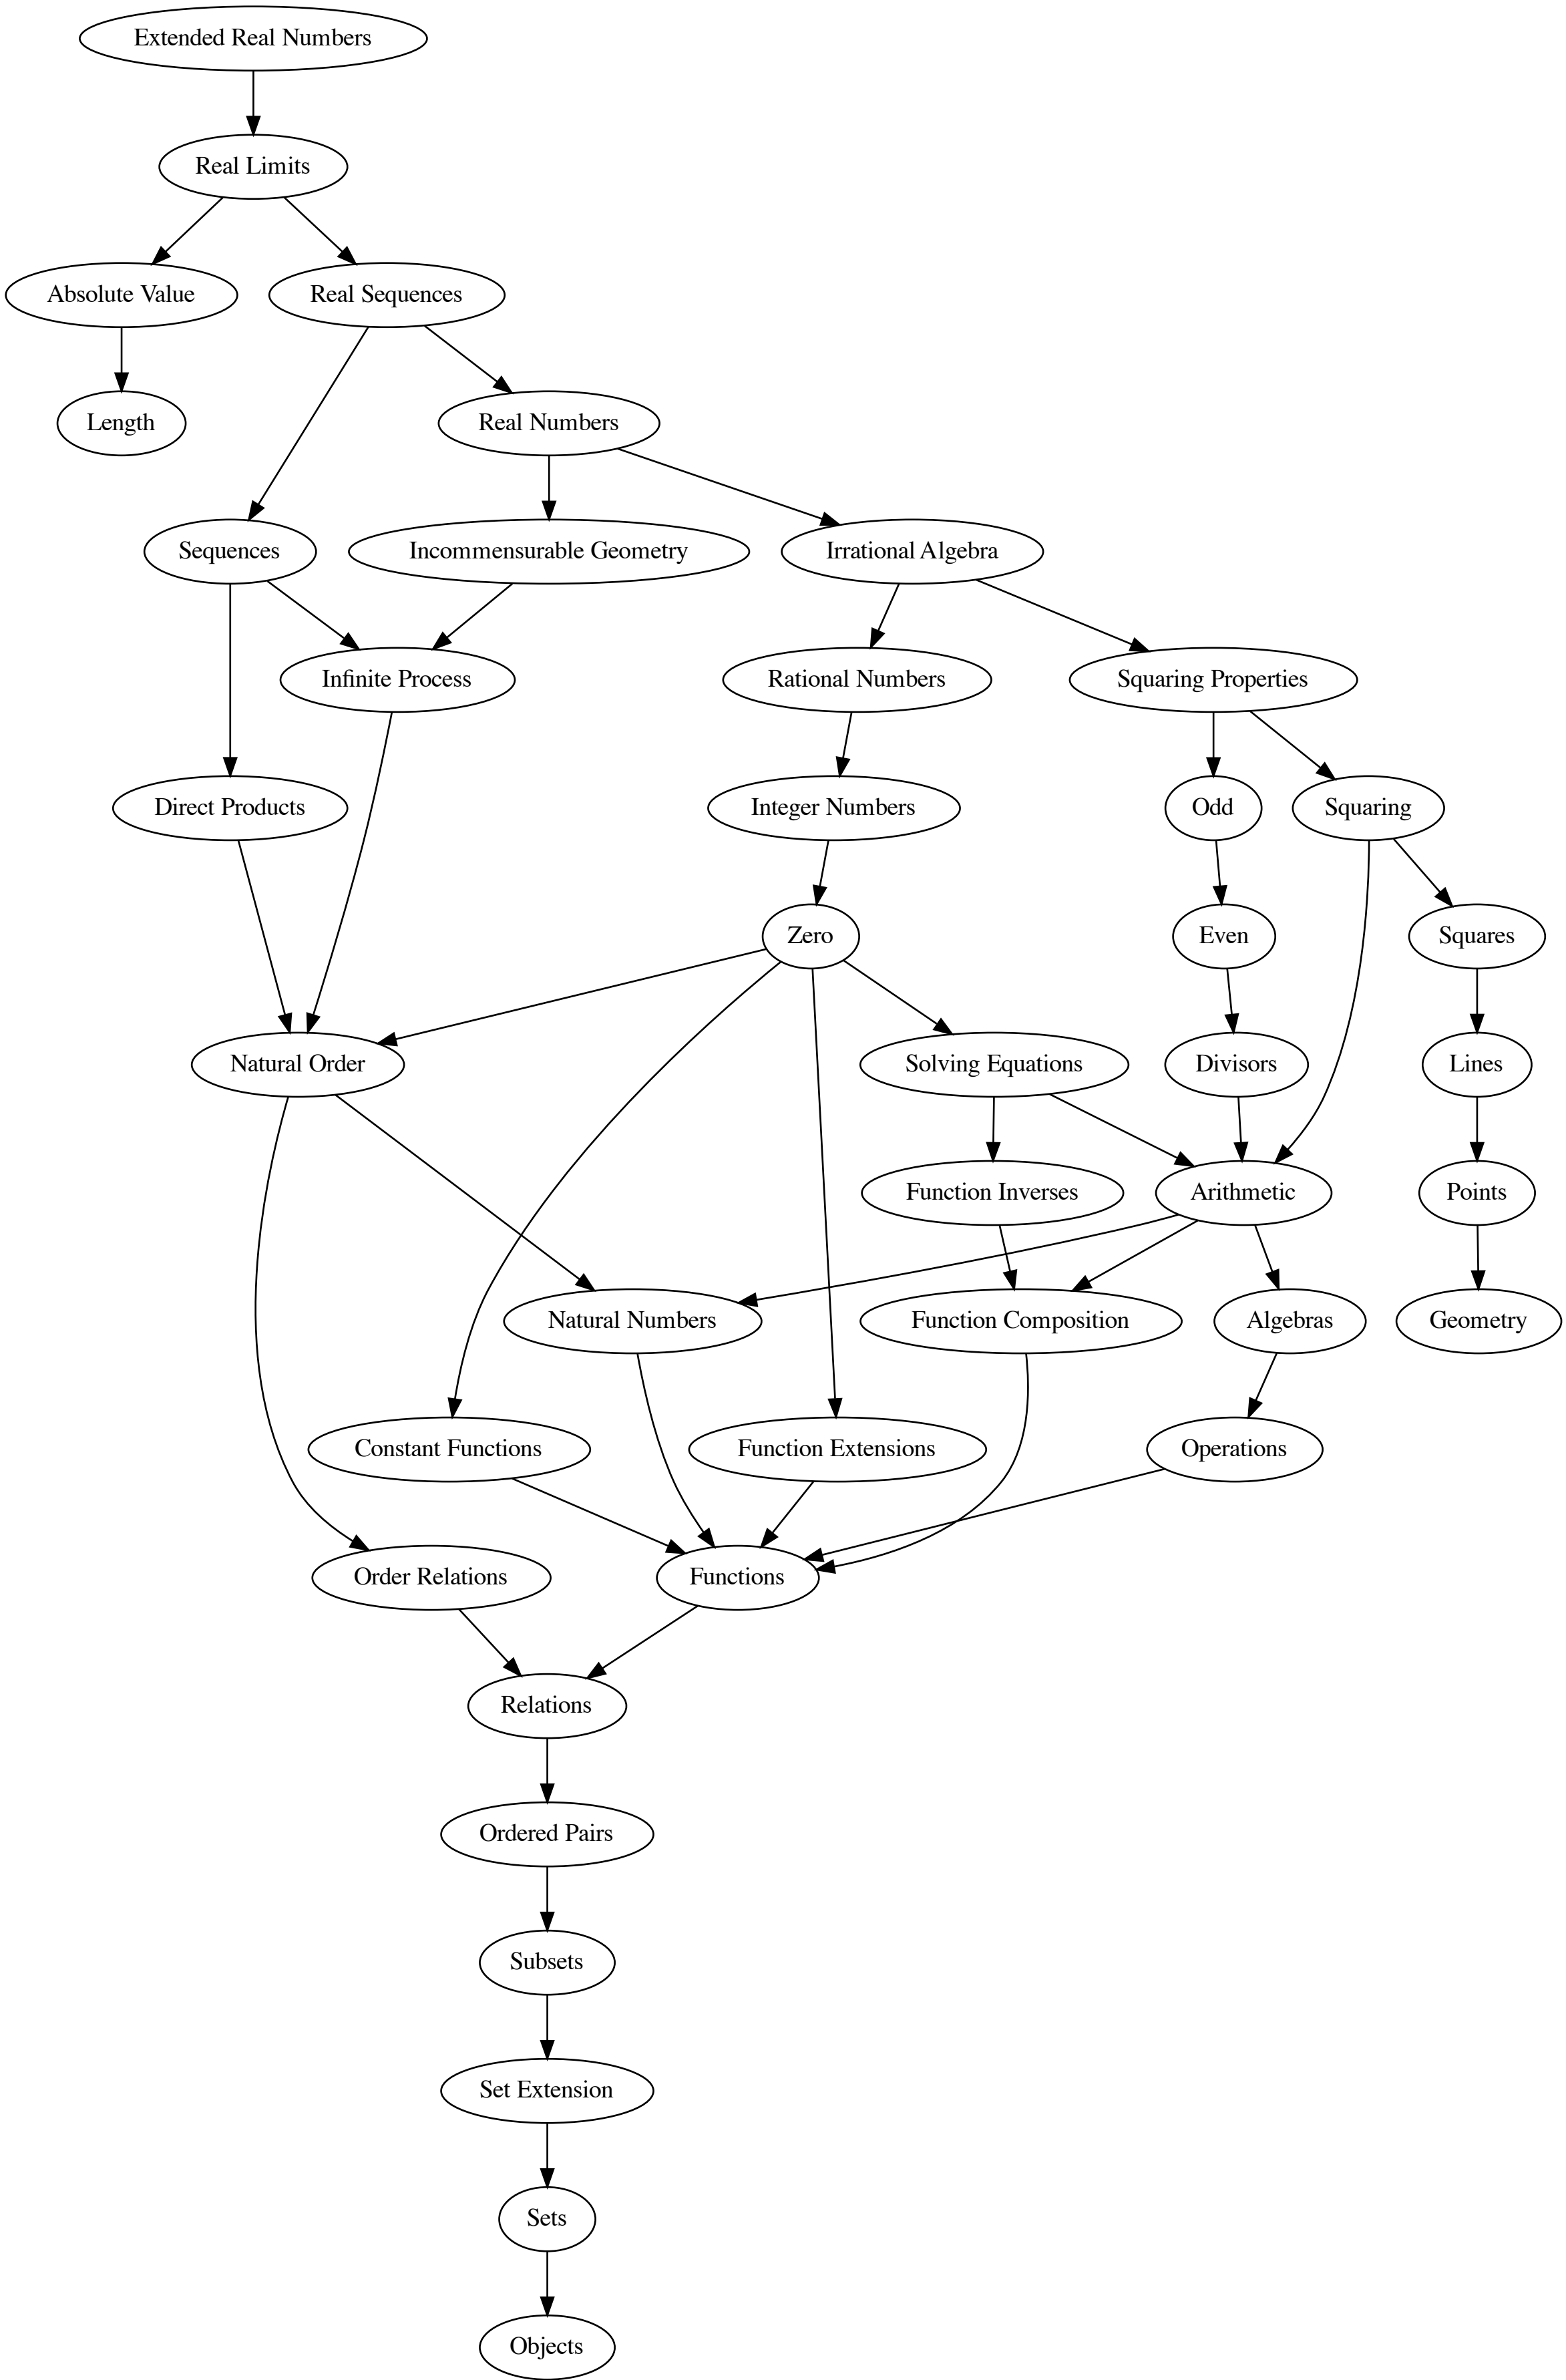 Extended Real Numbers
Real Limits
Absolute Value
Real Sequences
Length
Real Numbers
Sequences
Incommensurable Geometry
Irrational Algebra
Infinite Process
Rational Numbers
Squaring Properties
Direct Products
Integer Numbers
Odd
Squaring
Zero
Even
Squares
Natural Order
Solving Equations
Divisors
Lines
Function Inverses
Arithmetic
Points
Natural Numbers
Function Composition
Algebras
Geometry
Constant Functions
Function Extensions
Operations
Order Relations
Functions
Relations
Ordered Pairs
Subsets
Set Extension
Sets
Objects